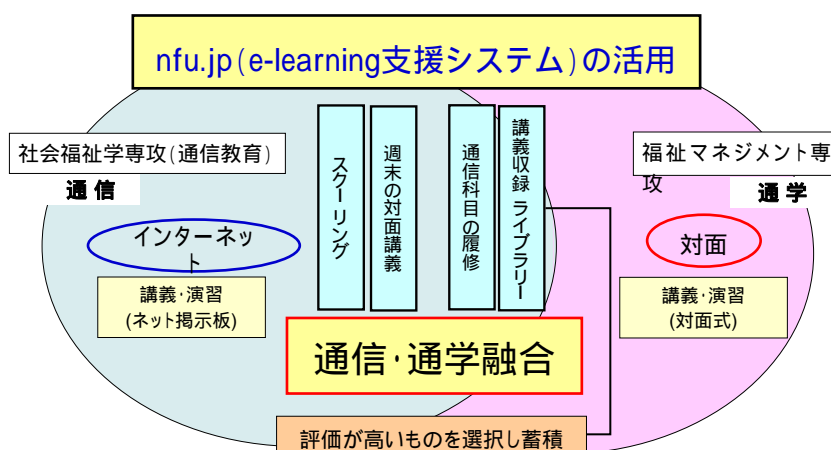 nfu.jp(e-learning支援システム)の活用
社会福祉学専攻(通信教育)
通信
インターネッ
ト
講義・演習
(ネット掲示板)
スクーリング
週末の対面講義
通信科目の履修
講義収録 ライブラリー
福祉マネジメント専
攻
通学
対面
講義・演習
(対面式)
通信・通学融合
評価が高いものを選択し蓄積